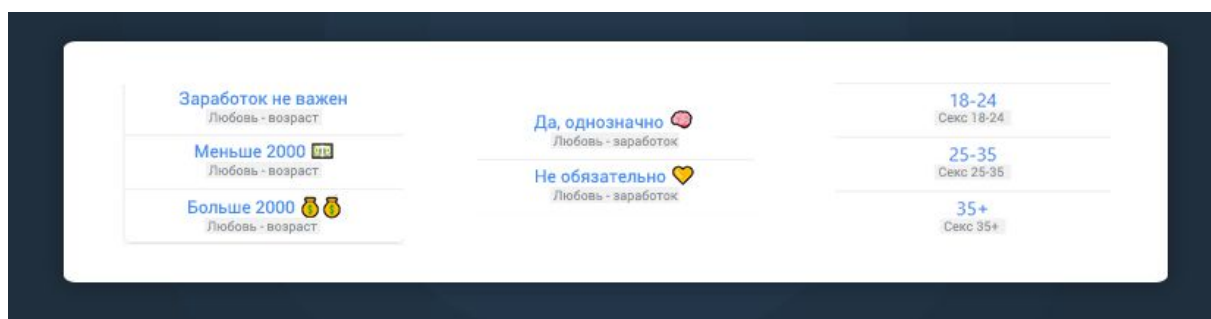 Заработок не важен
Любовь - возраст
Меньше 2000 💵
Любовь - возраст
Больше 2000 💰💰
Любовь - возраст
Да, однозначно 🧠
Любовь - заработок
Не обязательно 💛
Любовь - заработок
18-24
Секс 18-24
25-35
Секс 25-35
35+
Секс 35+